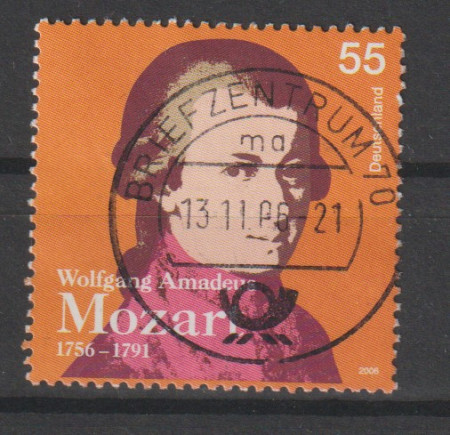 55
Deutschland
BRIEFZENTRUM 70
ma
13.11.06-21
Wolfgang Amadeus
Mozart
1756 – 1791
2006